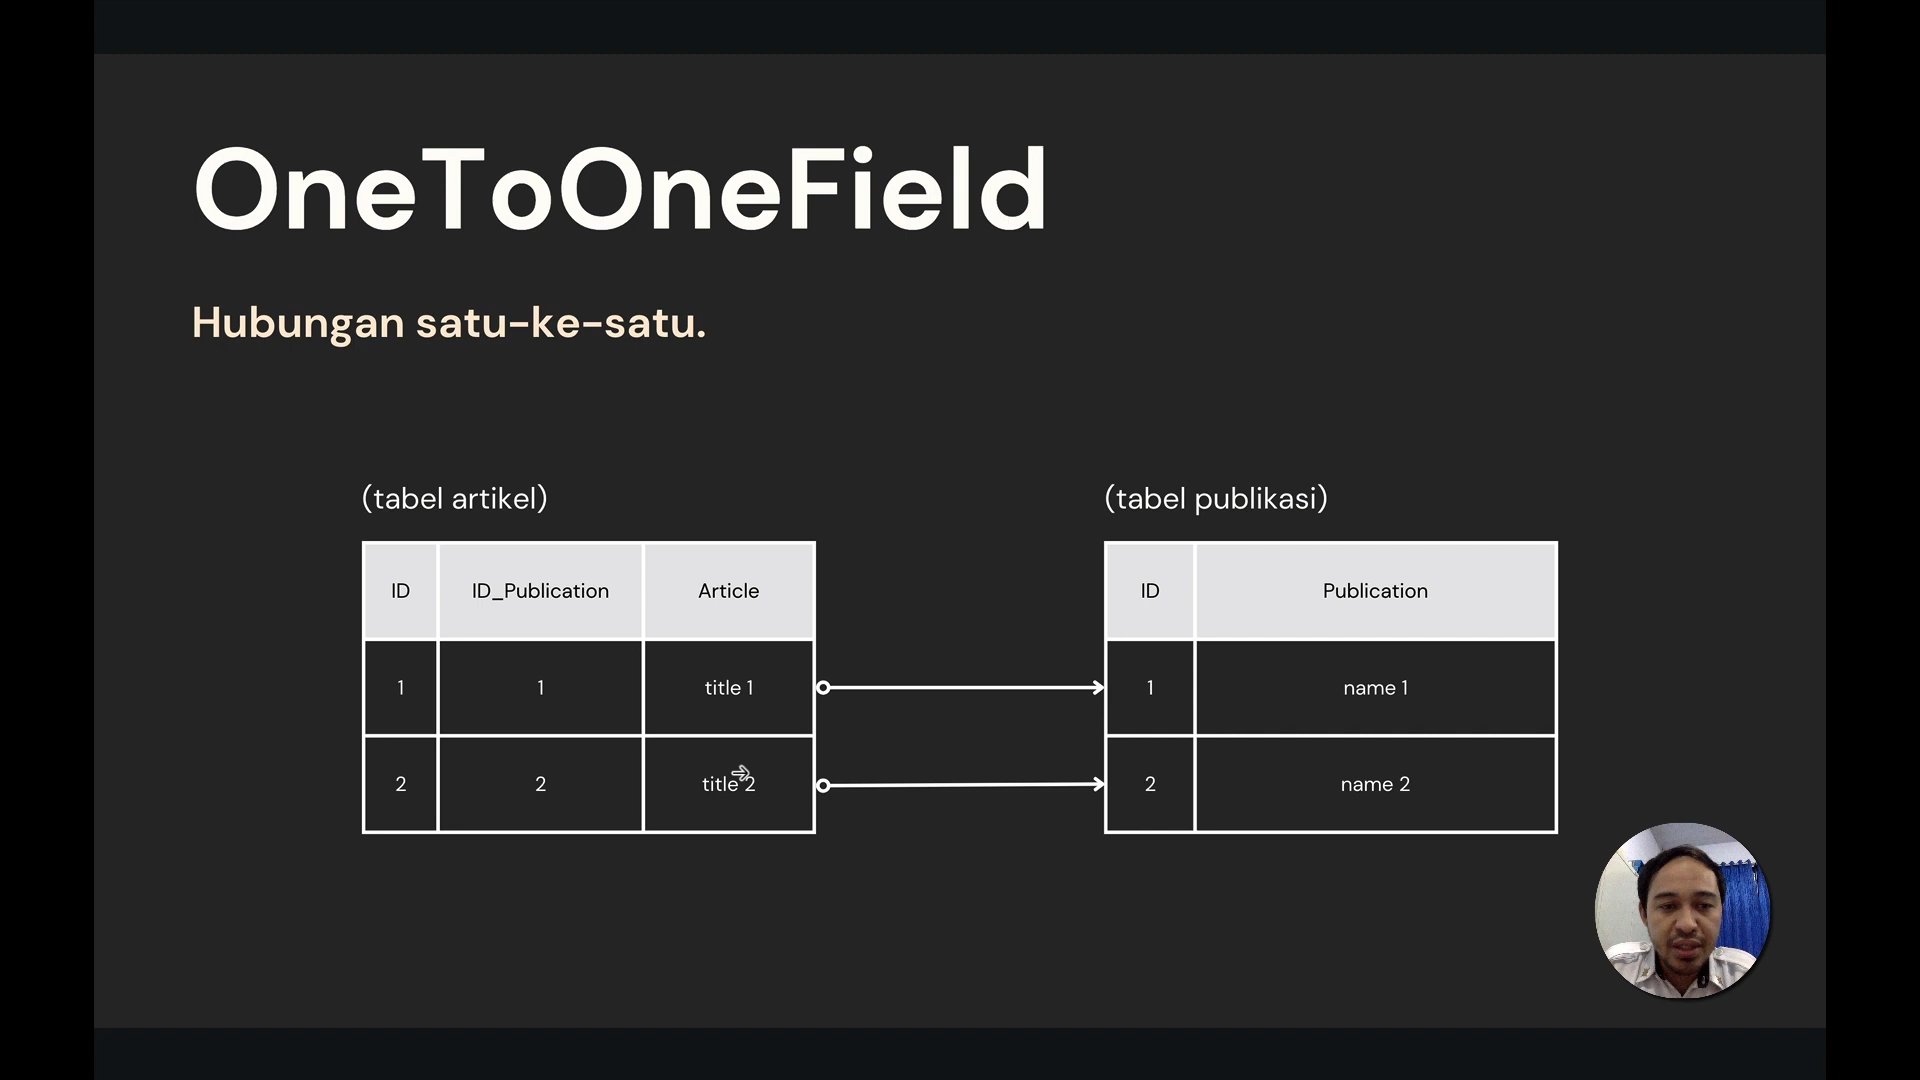 OneToOneField
Hubungan satu-ke-satu.
(tabel artikel)
ID ID_Publication Article
1 1 title 1
2 2 title 2
(tabel publikasi)
ID Publication
1 name 1
2 name 2